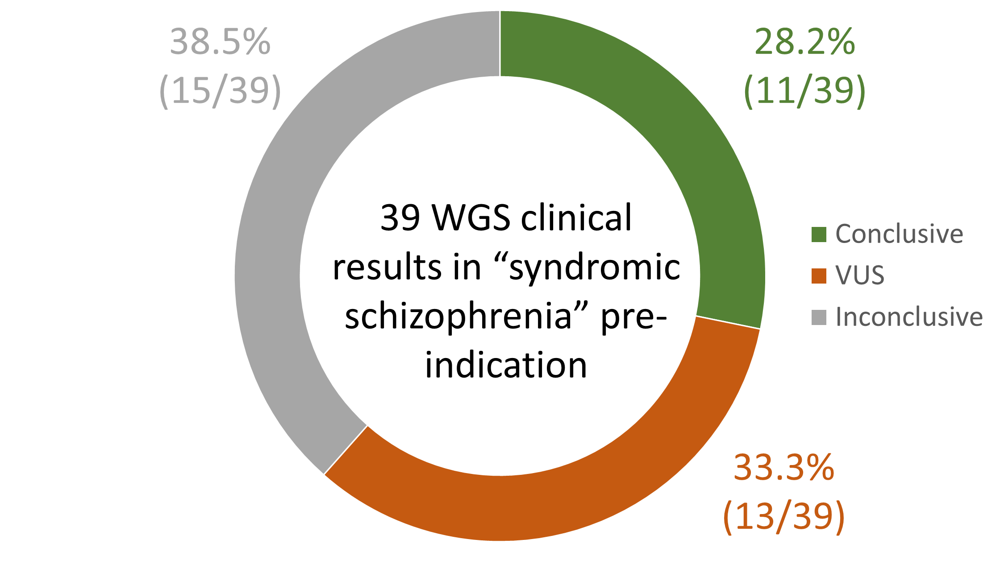 38.5%
(15/39)
28.2%
(11/39)
39 WGS clinical
results in “syndromic
schizophrenia” pre-
indication
Conclusive
VUS
Inconclusive
33.3%
(13/39)